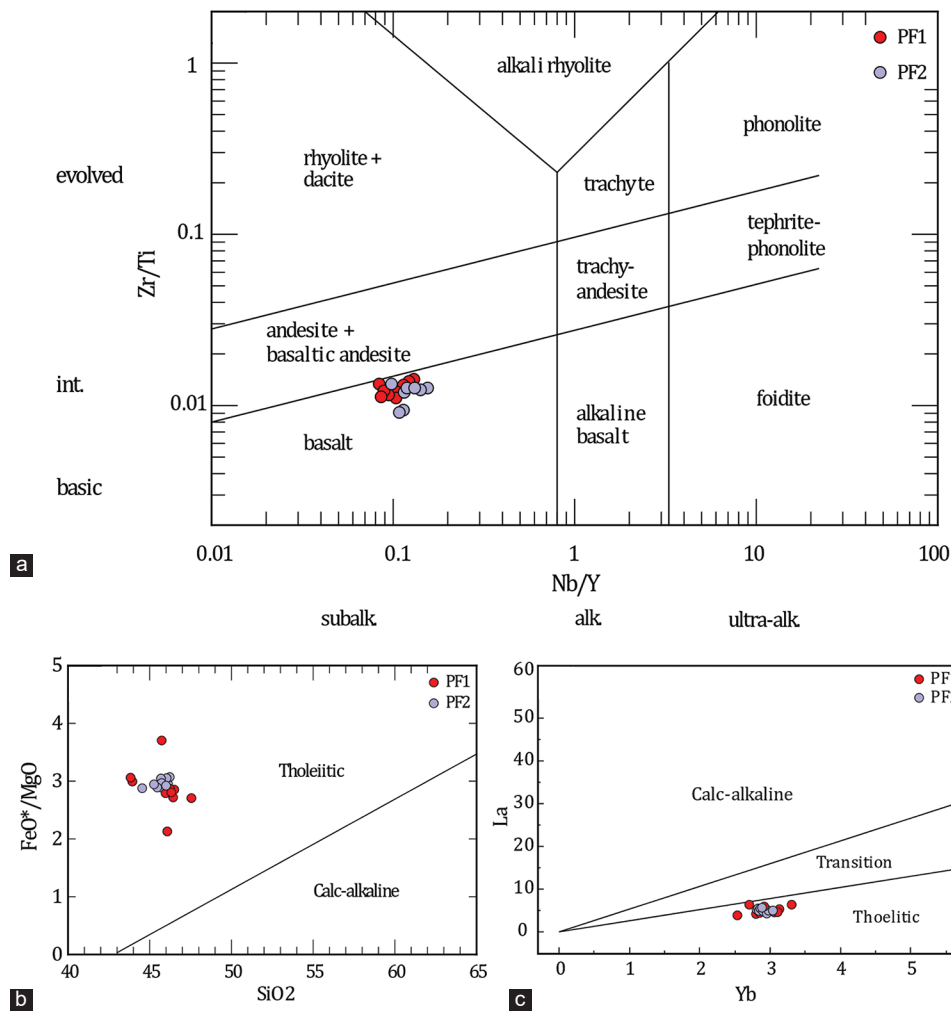 PF1
PF2
alkali rhyolite
phonolite
rhyolite +
dacite
trachyte
tephrite-
phonolite
trachy-
andesite
andesite +
basaltic andesite
foidite
alkaline
basalt
basalt
evolved
int.
basic
Zr/Ti
1
0.1
0.01
0.01
0.1
1
10
100
Nb/Y
a
subalk.
alk.
ultra-alk.
5
4
3
2
1
0
FeO*/MgO
PF1
PF2
Tholeiitic
Calc-alkaline
40
45
50
55
60
65
SiO2
b
60
50
40
30
20
10
0
La
PF
PF
Calc-alkaline
Transition
Thoelitic
0
1
2
3
4
5
Yb
c